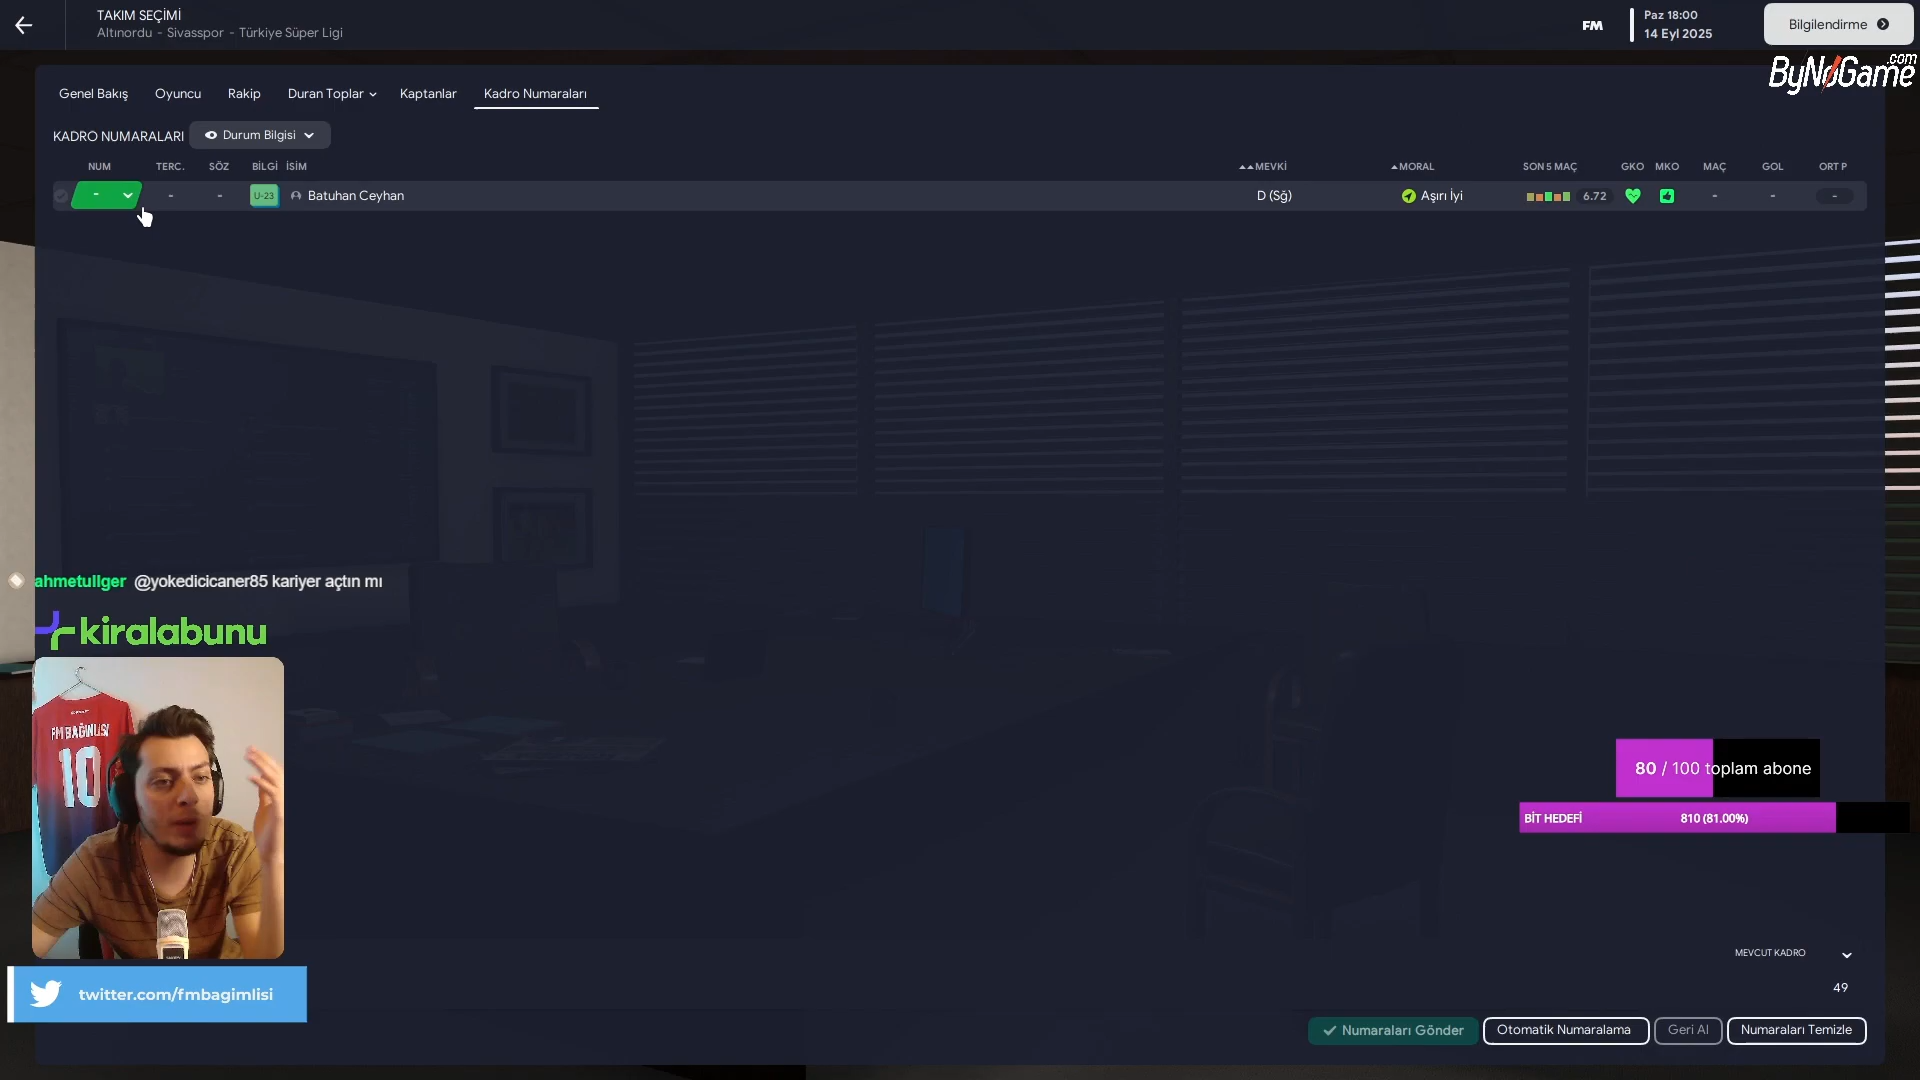 TAKIM SEÇİMİ
Altınordu - Sivasspor - Türkiye Süper Ligi
FM
Paz 18:00
14 Eyl 2025
Bilgilendirme
ByNoGame.com
Genel Bakış Oyuncu Rakip Duran Toplar Kaptanlar Kadro Numaraları
KADRO NUMARALARI Durum Bilgisi
NUM TERC. SÖZ BİLGİ İSİM MEVKİ MORAL SON 5 MAÇ GKO MKO MAÇ GOL ORT P
- - - U-23 Batuhan Ceyhan D (Sğ) Aşırı İyi 6.72 - - -
ahmetullger @yokedicicaner85 kariyer açtın mı
kiralabunu
FM BAĞIMLISI
10
80 / 100 toplam abone
BİT HEDEFİ 810 (81.00%)
MEVCUT KADRO
49
twitter.com/fmbagimlisi
Numaraları Gönder Otomatik Numaralama Geri Al Numaraları Temizle